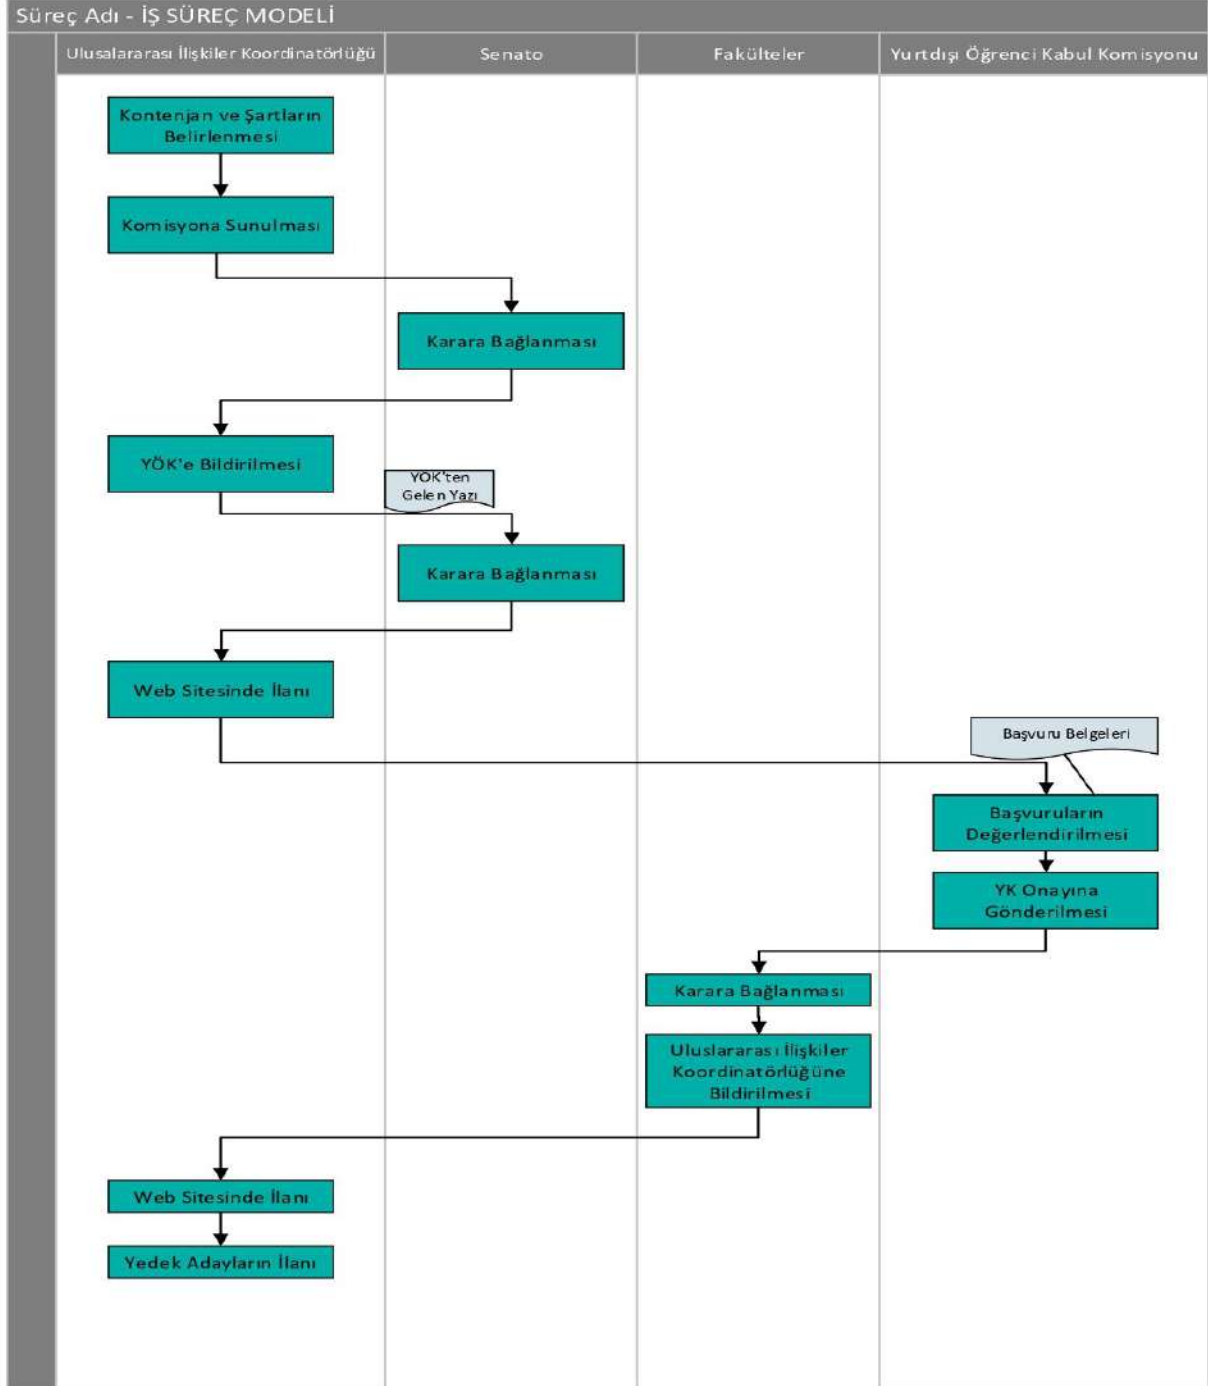 Süreç Adı - İŞ SÜREÇ MODELİ
Ulusalararası İlişkiler Koordinatörlüğü
Senato
Fakülteler
Yurtdışı Öğrenci Kabul Komisyonu
Kontenjan ve Şartların
Belirlenmesi
Komisyona Sunulması
Karara Bağlanması
YÖK'e Bildirilmesi
YÖK'ten
Gelen Yazı
Karara Bağlanması
Web Sitesinde İlanı
Başvuru Belgeleri
Başvuruların
Değerlendirilmesi
YK Onayına
Gönderilmesi
Karara Bağlanması
Uluslararası İlişkiler
Koordinatörlüğüne
Bildirilmesi
Web Sitesinde İlanı
Yedek Adayların İlanı